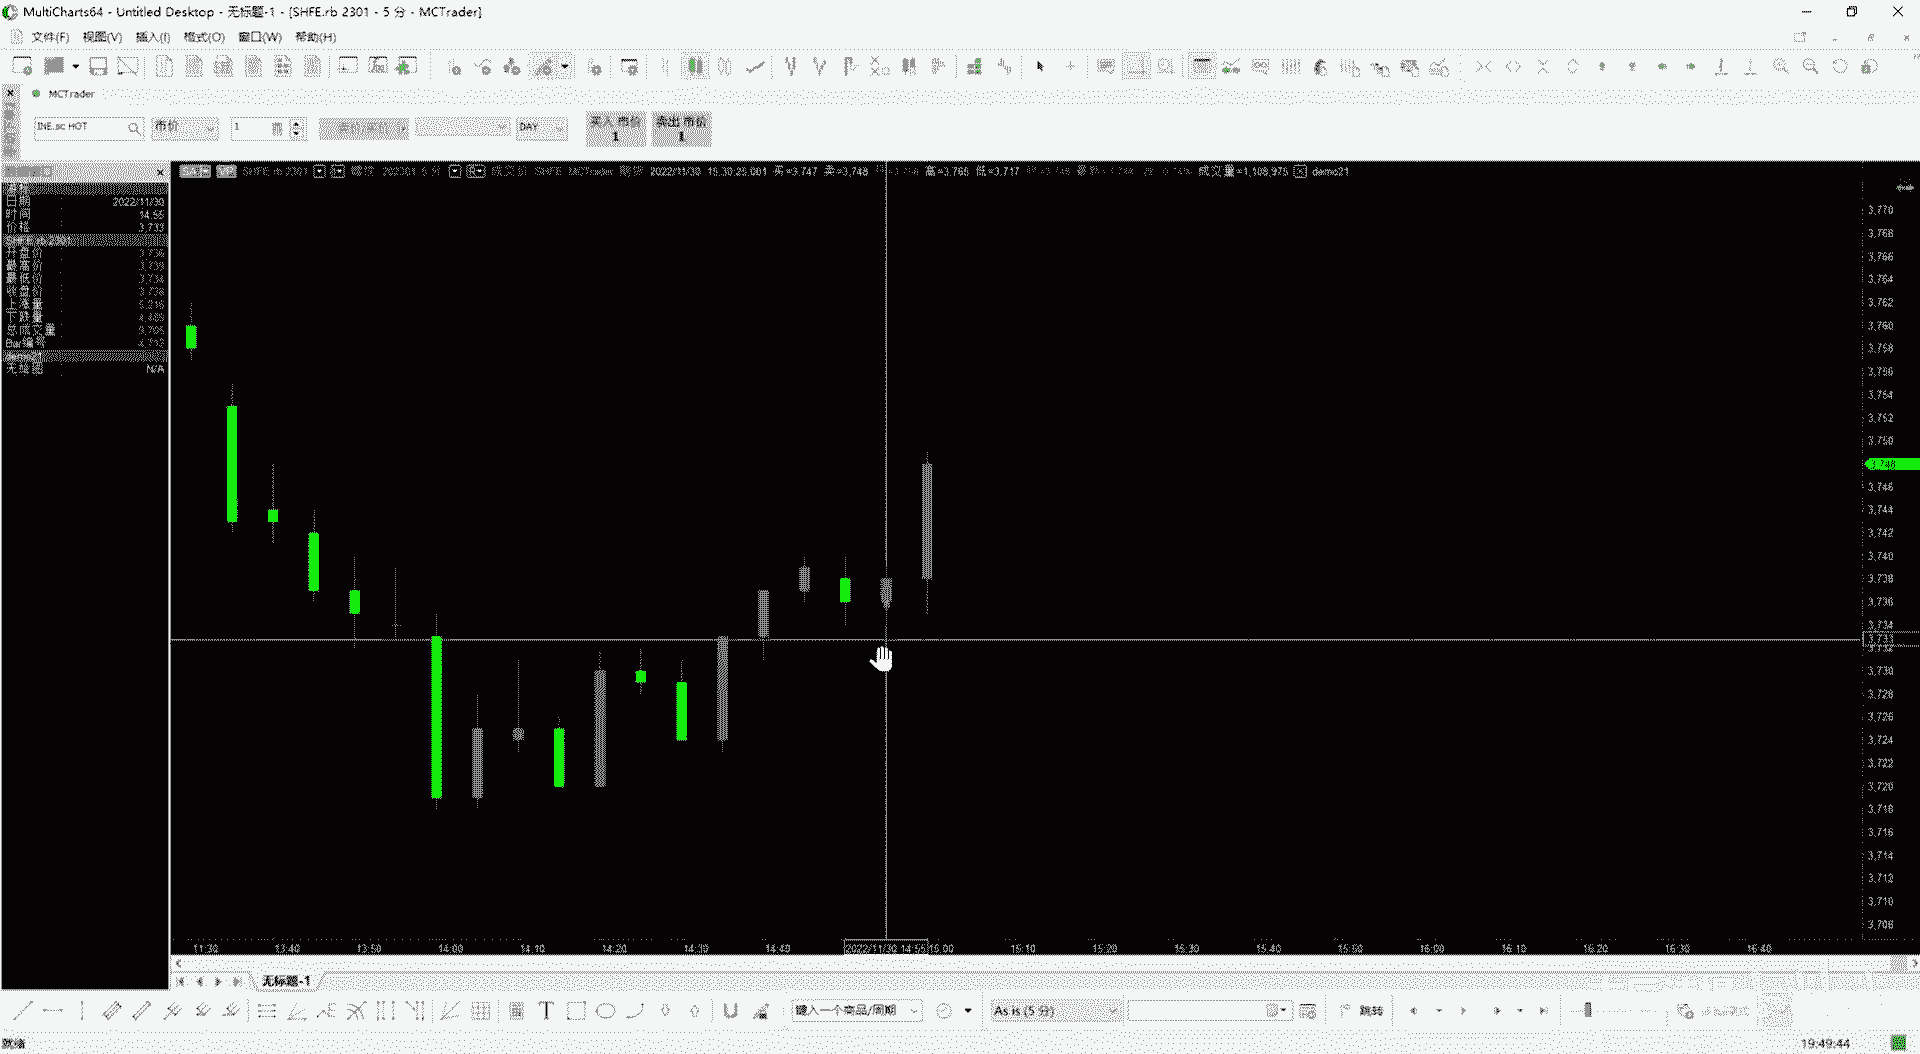 MultiCharts64 - Untitled Desktop - 无标题-1 - [SHFE.rb 2301 - 5 分 - MCTrader]
文件(F) 视图(V) 插入(I) 格式(O) 窗口(W) 帮助(H)
MCTrader
INE.sc HOT 市价 1 DAY 买入 市价 1 卖出 市价 1
SA VP SHFE.rb 2301 202301 5 分 成交价 SHFE MCTrader 期货 2022/11/30 15:30:25.001 买=3,747 卖=3,748 高=3,765 低=3,717 成交量=1,108,975 demo21
日期 2022/11/30
时间 14:55
价格 3,733
SHFE.rb 2301
开盘价 3,736
最高价 3,739
最低价 3,734
收盘价 3,738
上涨量 5,216
下跌量 4,489
总成交量 9,705
Bar编号 4,712
demo21
无绘图 N/A
3,770
3,768
3,766
3,764
3,762
3,760
3,758
3,756
3,754
3,752
3,750
3,748
3,746
3,744
3,742
3,740
3,738
3,736
3,734
3,733
3,730
3,728
3,726
3,724
3,722
3,720
3,718
3,716
3,714
3,712
3,710
3,708
11:30 13:40 13:50 14:00 14:10 14:20 14:30 14:40 2022/11/30 14:55 15:00 15:10 15:20 15:30 15:40 15:50 16:00 16:10 16:20 16:30 16:40
无标题-1
键入一个商品/周期 As is (5 分) 跳转
就绪 19:49:44